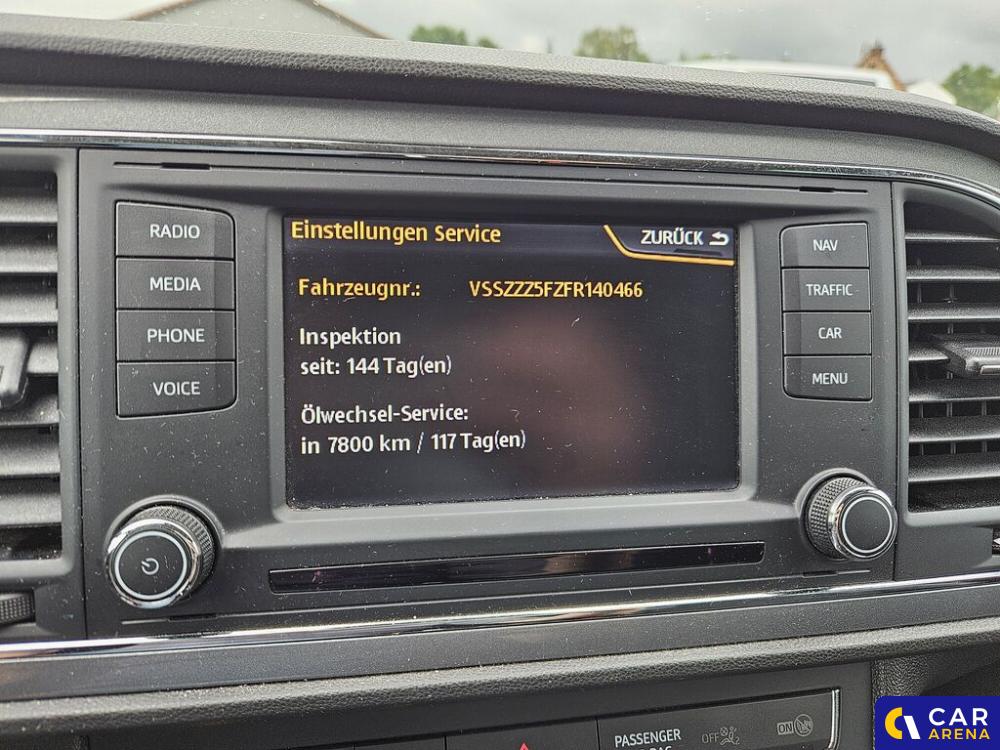 RADIO
MEDIA
PHONE
VOICE
Einstellungen Service
ZURÜCK
Fahrzeugnr.: VSSZZZ5FZFR140466
Inspektion
seit: 144 Tag(en)
Ölwechsel-Service:
in 7800 km / 117 Tag(en)
NAV
TRAFFIC
CAR
MENU
PASSENGER
OFF
ON
CAR
ARENA